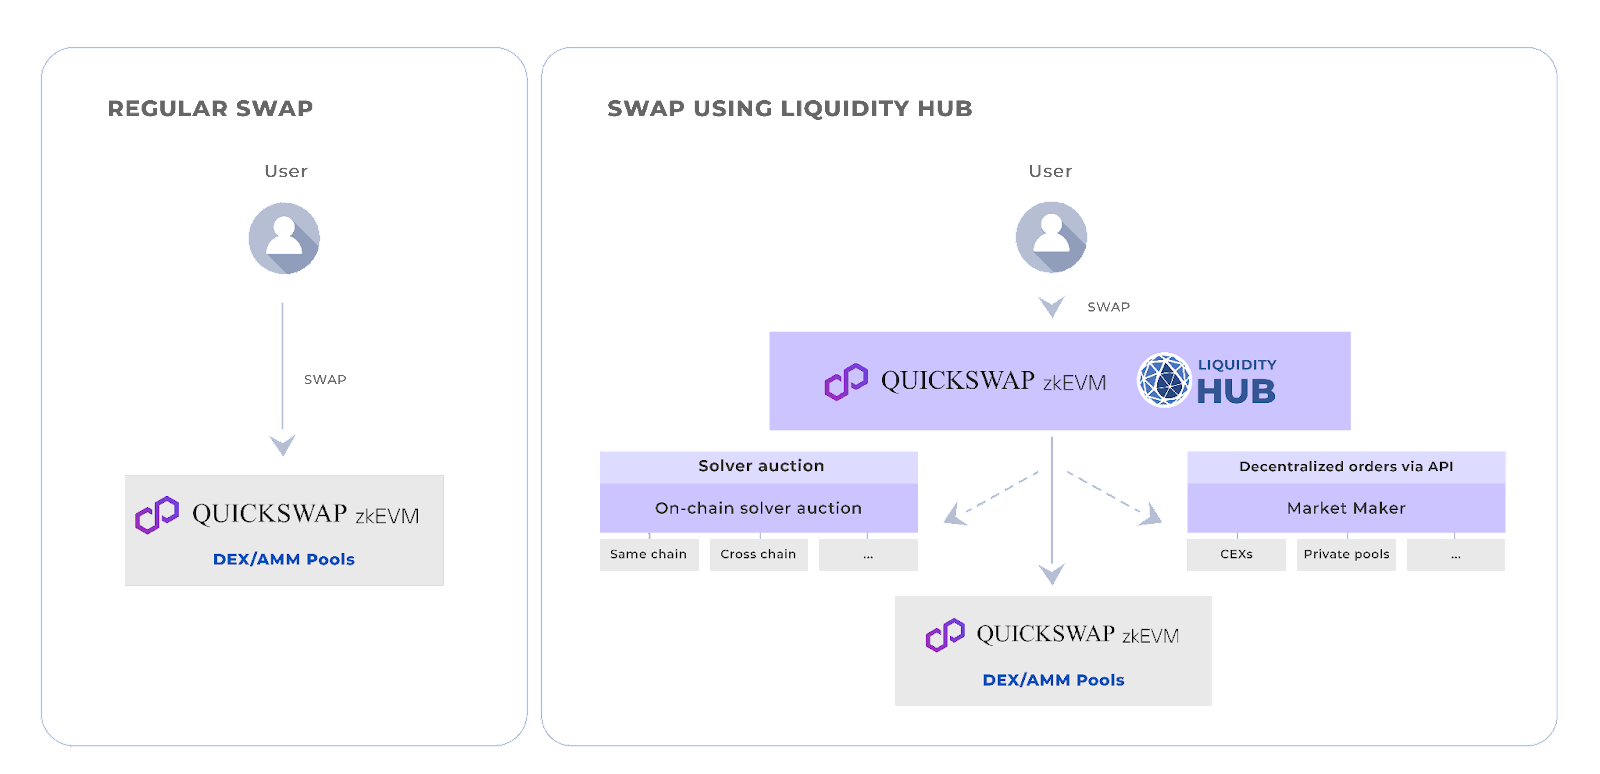 REGULAR SWAP
User
SWAP
QUICKSWAP zkEVM
DEX/AMM Pools
SWAP USING LIQUIDITY HUB
User
SWAP
QUICKSWAP zkEVM
LIQUIDITY
HUB
Solver auction
On-chain solver auction
Same chain
Cross chain
...
Decentralized orders via API
Market Maker
CEXs
Private pools
...
QUICKSWAP zkEVM
DEX/AMM Pools